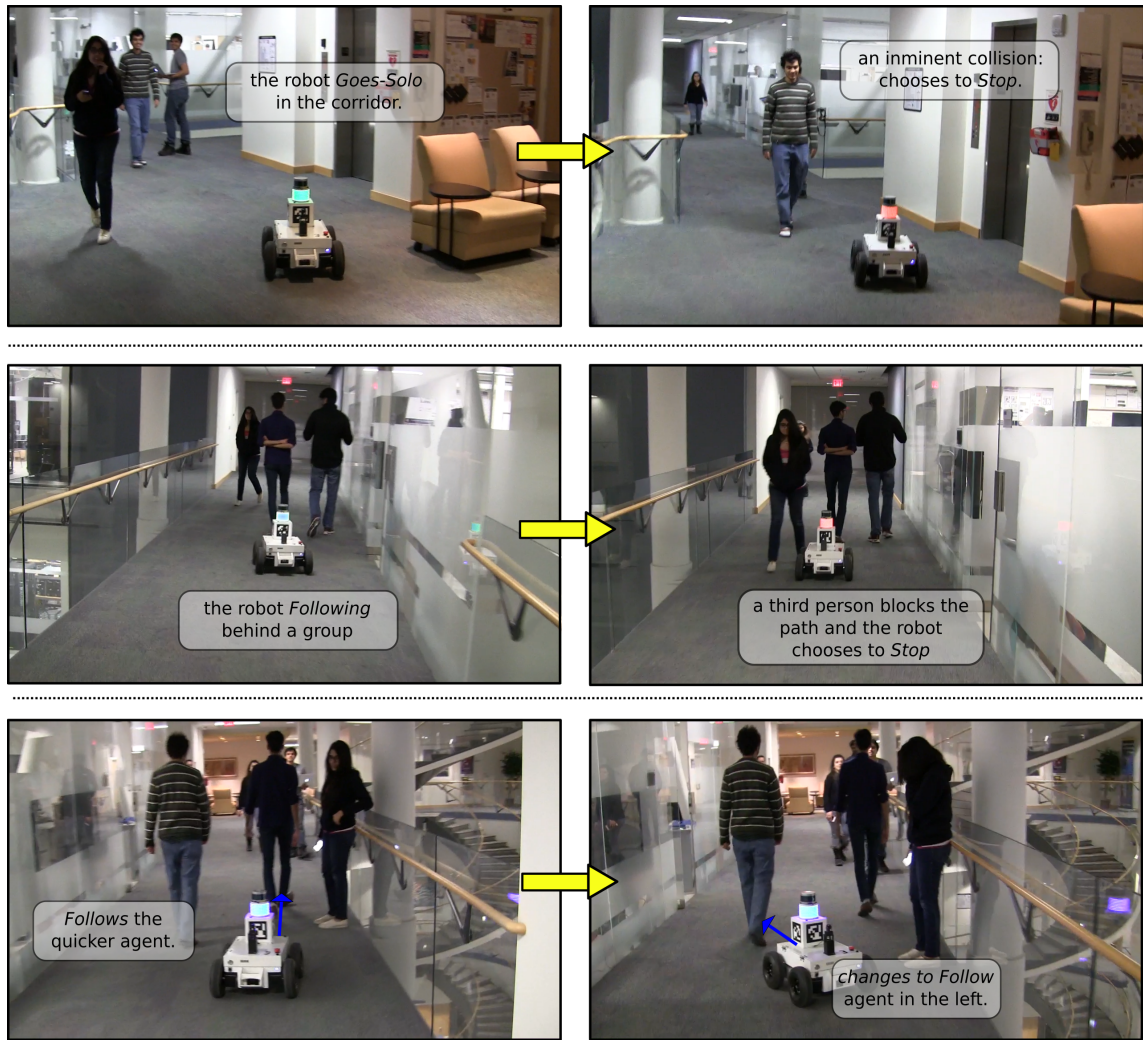 the robot Goes-Solo
in the corridor.
an inminent collision:
chooses to Stop.
the robot Following
behind a group
a third person blocks the
path and the robot
chooses to Stop
Follows the
quicker agent.
changes to Follow
agent in the left.